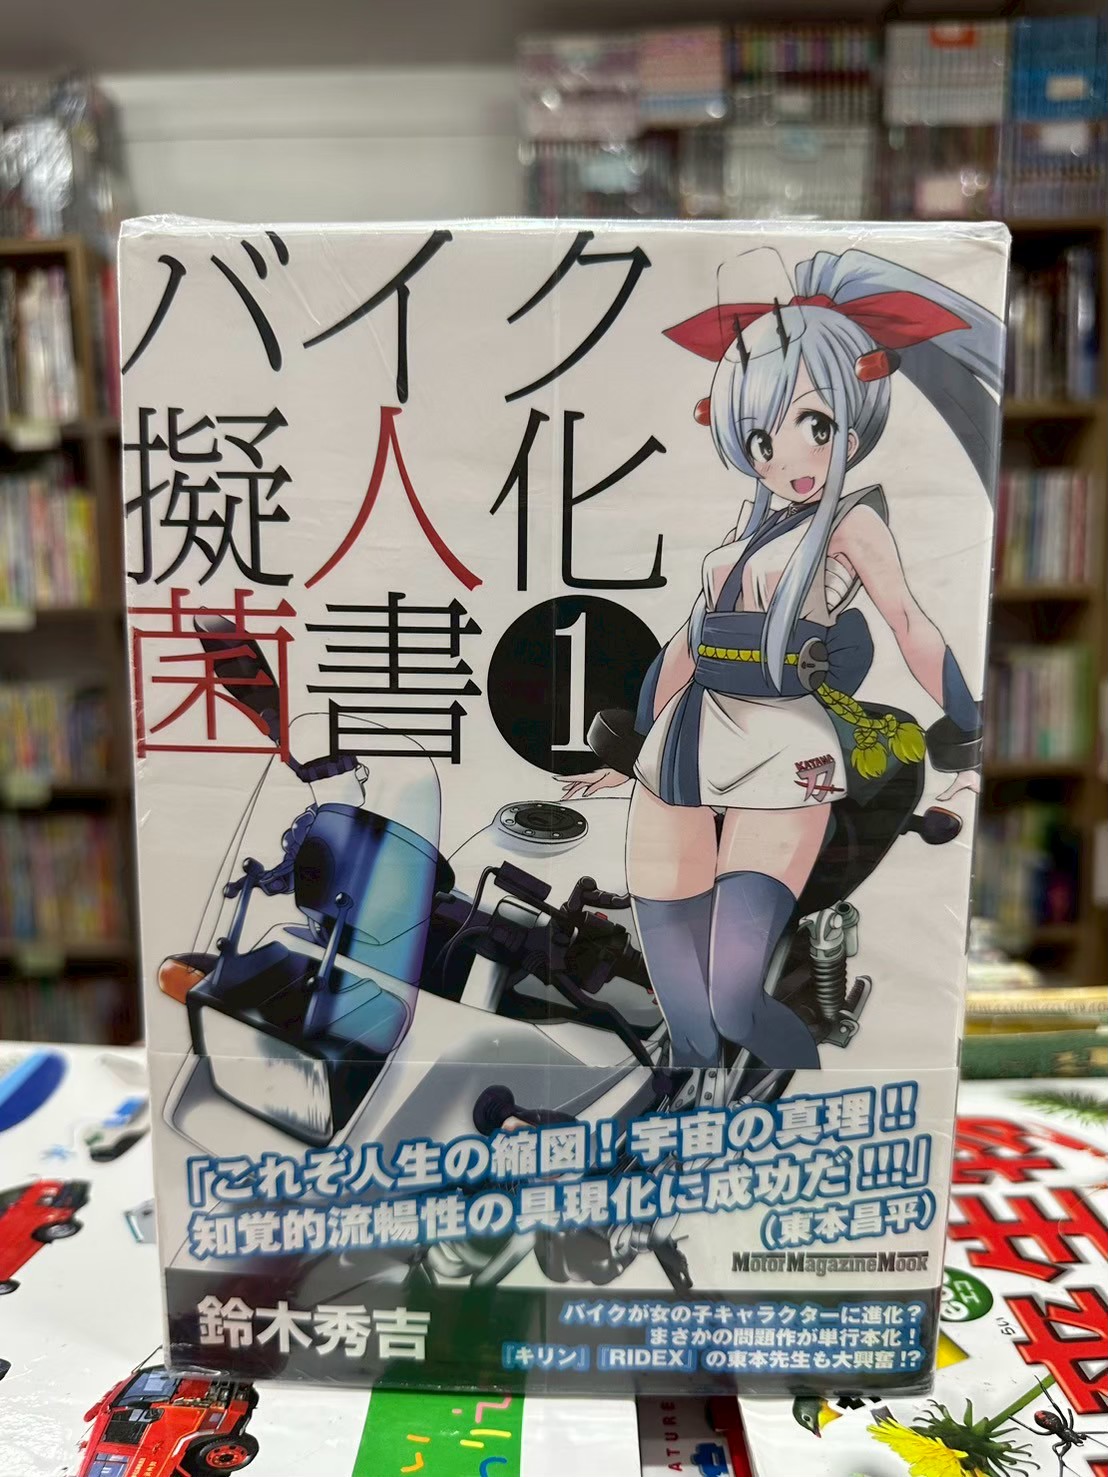 バイク
擬人化
菌書1
KATANA
刀
「これぞ人生の縮図！宇宙の真理!!
知覚的流暢性の具現化に成功だ!!!」
（東本昌平）
MotorMagazineMook
鈴木秀吉
バイクが女の子キャラクターに進化？
まさかの問題作が単行本化！
『キリン』『RIDEX』の東本先生も大興奮!?
ATURE